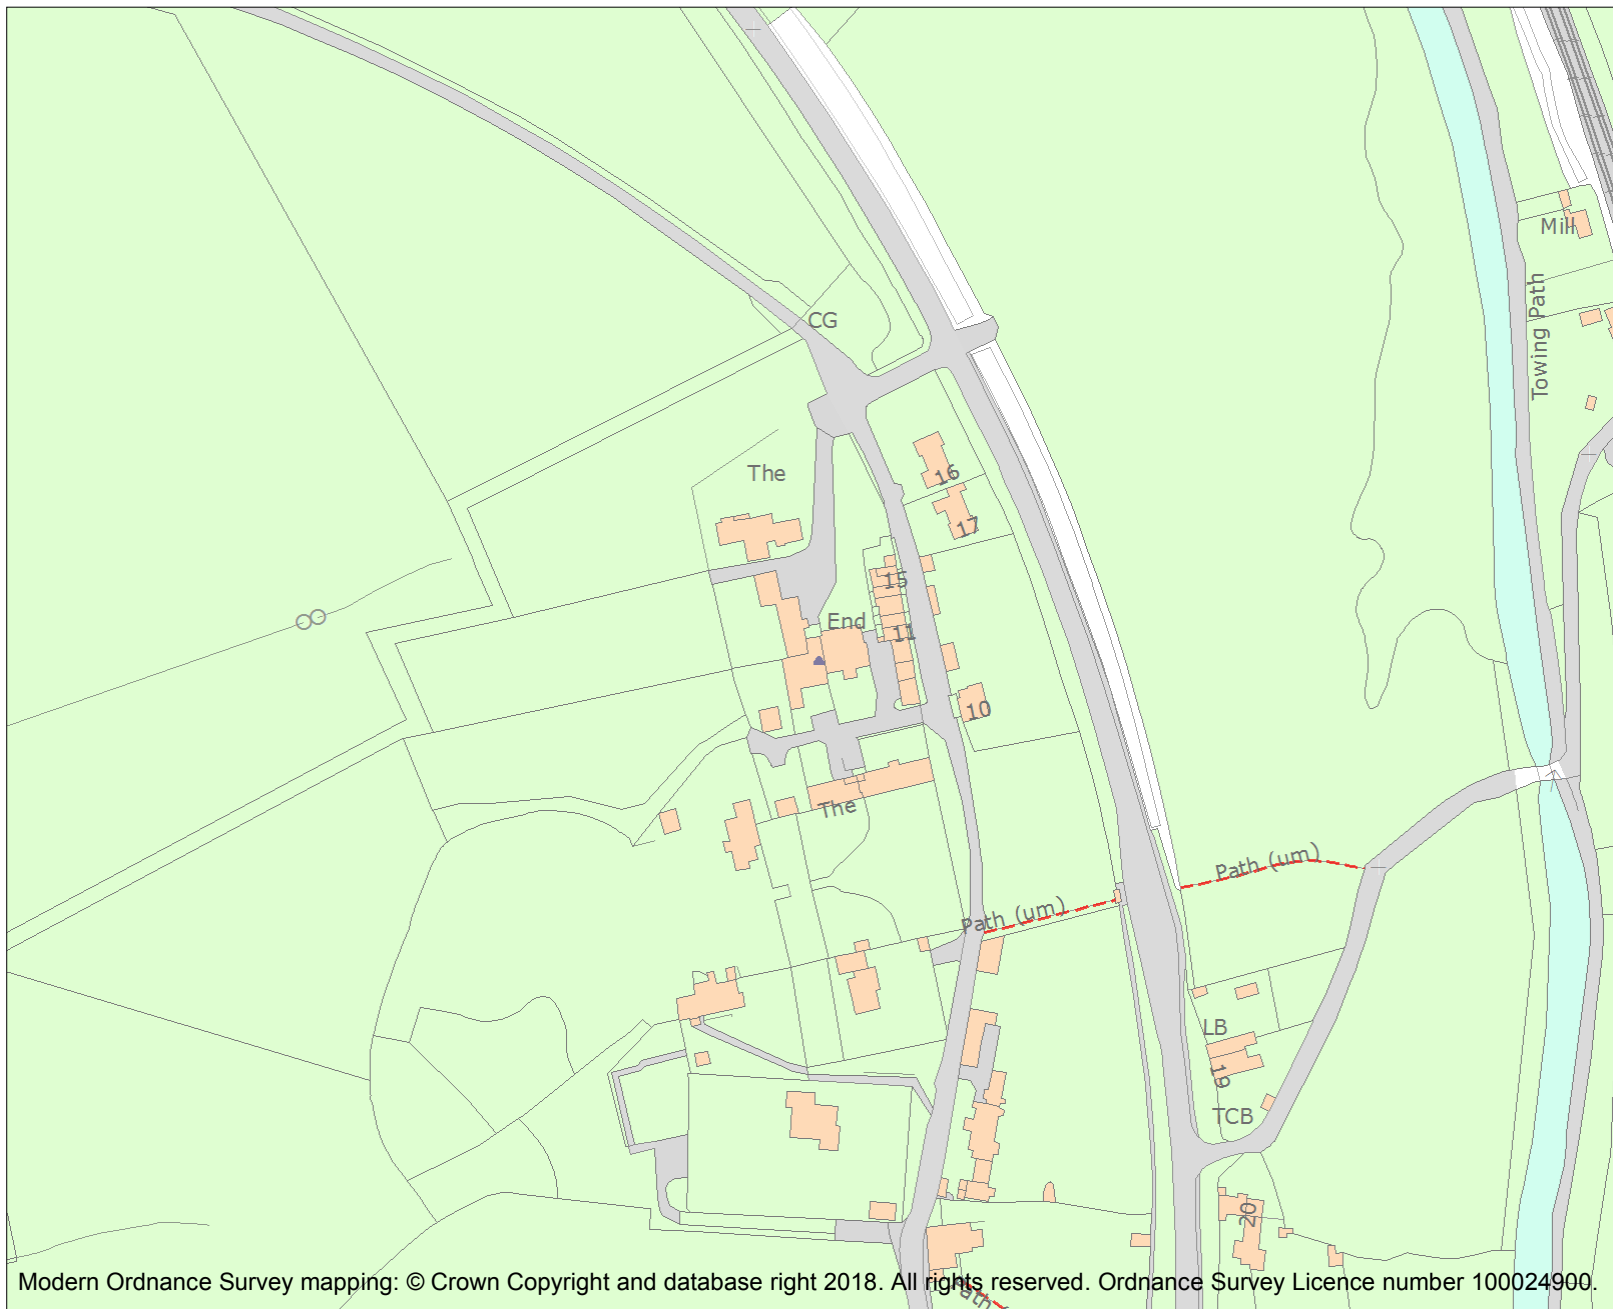 Mill
Towing Path
CG
The
16
17
15
End
11
10
The
Path (um)
Path (um)
LB
19
TCB
20
Path (
Modern Ordnance Survey mapping: © Crown Copyright and database right 2018. All rights reserved. Ordnance Survey Licence number 100024900.